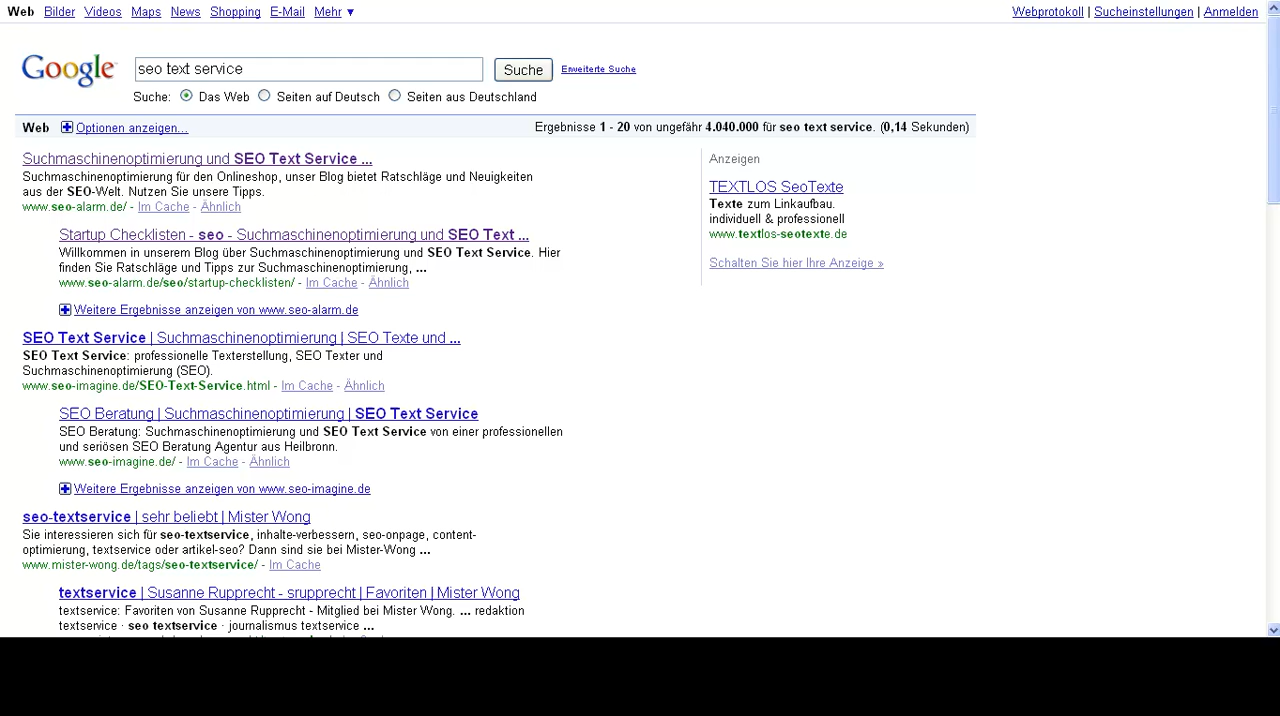 Web Bilder Videos Maps News Shopping E-Mail Mehr ▼ Webprotokoll | Sucheinstellungen | Anmelden
Google seo text service Suche Erweiterte Suche
Suche: Das Web Seiten auf Deutsch Seiten aus Deutschland
Web Optionen anzeigen... Ergebnisse 1 - 20 von ungefähr 4.040.000 für seo text service. (0,14 Sekunden)
Suchmaschinenoptimierung und SEO Text Service ...
Suchmaschinenoptimierung für den Onlineshop, unser Blog bietet Ratschläge und Neuigkeiten
aus der SEO-Welt. Nutzen Sie unsere Tipps.
www.seo-alarm.de/ - Im Cache - Ähnlich
Startup Checklisten - seo - Suchmaschinenoptimierung und SEO Text ...
Willkommen in unserem Blog über Suchmaschinenoptimierung und SEO Text Service. Hier
finden Sie Ratschläge und Tipps zur Suchmaschinenoptimierung, ...
www.seo-alarm.de/seo/startup-checklisten/ - Im Cache - Ähnlich
Weitere Ergebnisse anzeigen von www.seo-alarm.de
SEO Text Service | Suchmaschinenoptimierung | SEO Texte und ...
SEO Text Service: professionelle Texterstellung, SEO Texter und
Suchmaschinenoptimierung (SEO).
www.seo-imagine.de/SEO-Text-Service.html - Im Cache - Ähnlich
SEO Beratung | Suchmaschinenoptimierung | SEO Text Service
SEO Beratung: Suchmaschinenoptimierung und SEO Text Service von einer professionellen
und seriösen SEO Beratung Agentur aus Heilbronn.
www.seo-imagine.de/ - Im Cache - Ähnlich
Weitere Ergebnisse anzeigen von www.seo-imagine.de
seo-textservice | sehr beliebt | Mister Wong
Sie interessieren sich für seo-textservice, inhalte-verbessern, seo-onpage, content-
optimierung, textservice oder artikel-seo? Dann sind sie bei Mister-Wong ...
www.mister-wong.de/tags/seo-textservice/ - Im Cache
textservice | Susanne Rupprecht - srupprecht | Favoriten | Mister Wong
textservice: Favoriten von Susanne Rupprecht - Mitglied bei Mister Wong. ... redaktion
textservice · seo textservice · journalismus textservice ...
Anzeigen
TEXTLOS SeoTexte
Texte zum Linkaufbau.
individuell & professionell
www.textlos-seotexte.de
Schalten Sie hier Ihre Anzeige »